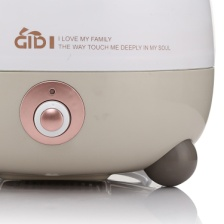 GIDI
I LOVE MY FAMILY
THE WAY TOUCH ME DEEPLY IN MY SOUL